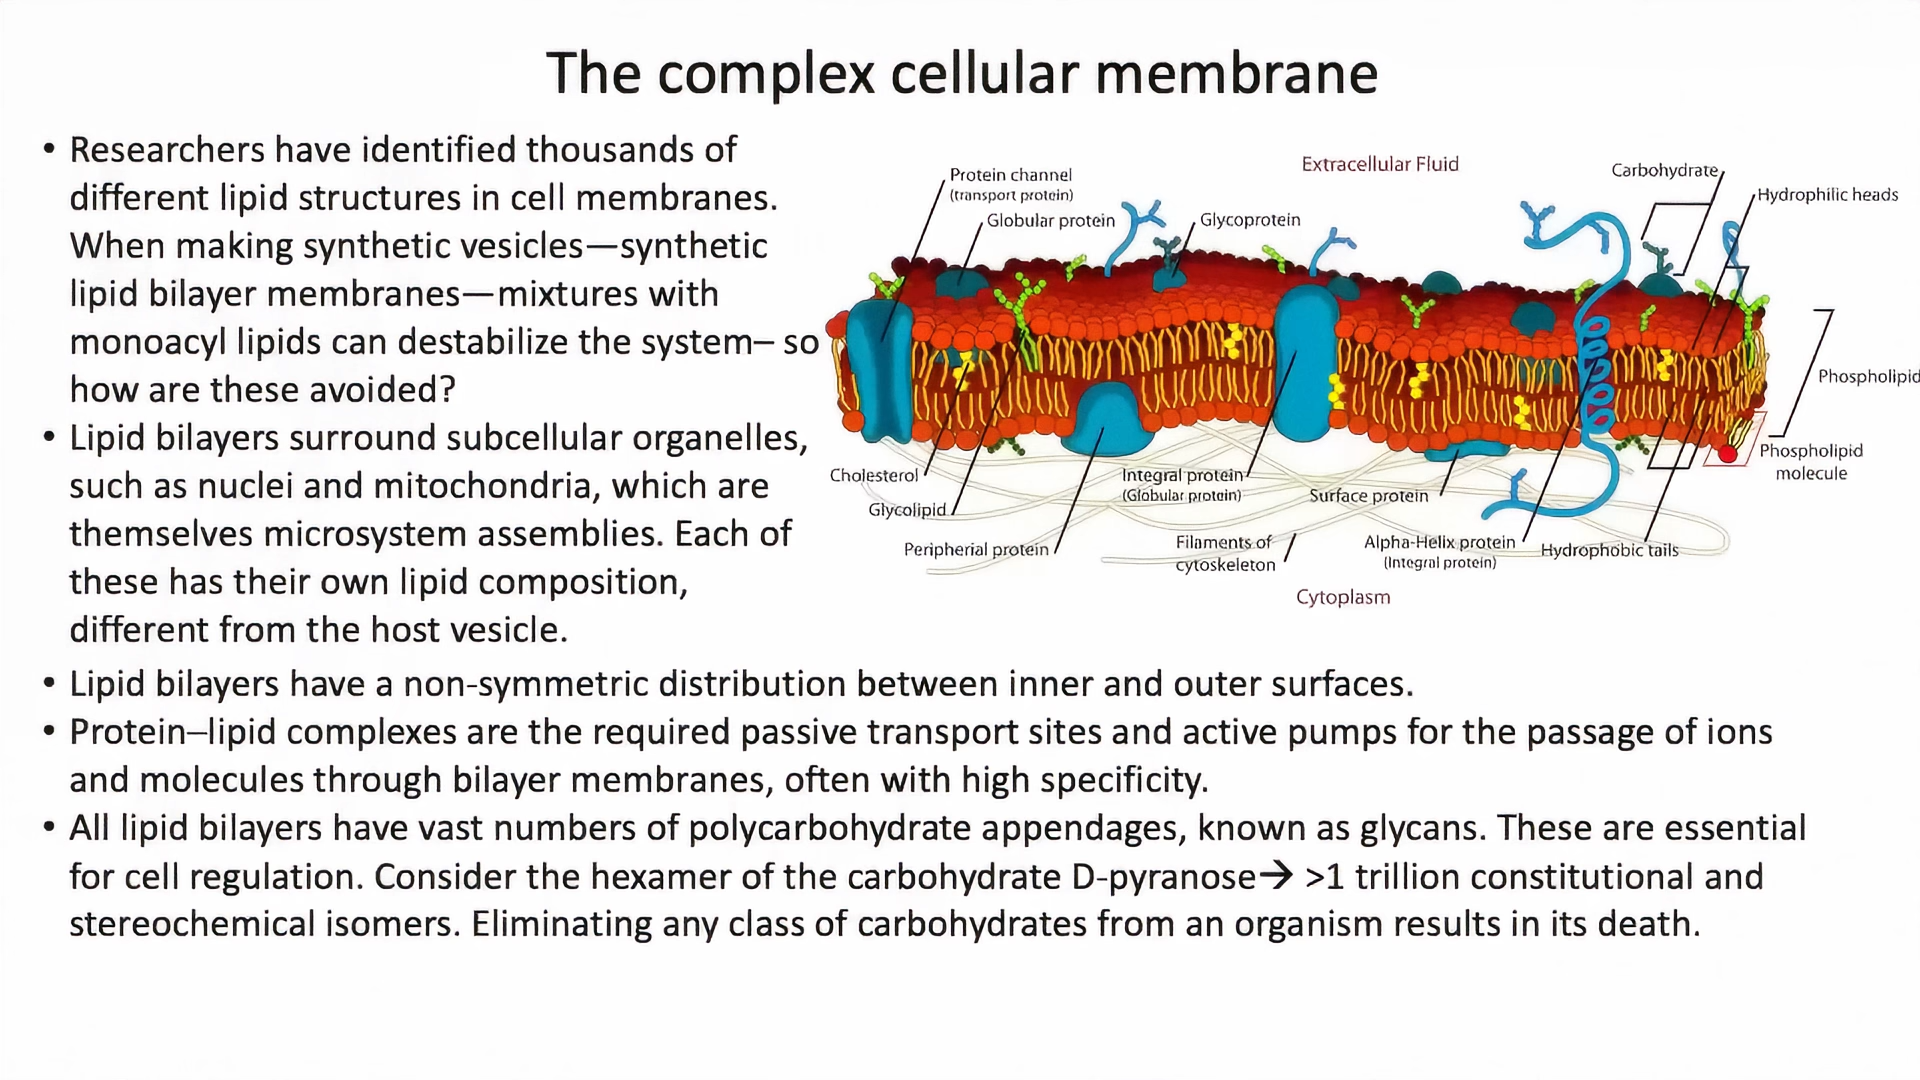 The complex cellular membrane
• Researchers have identified thousands of
different lipid structures in cell membranes.
When making synthetic vesicles—synthetic
lipid bilayer membranes—mixtures with
monoacyl lipids can destabilize the system– so
how are these avoided?
• Lipid bilayers surround subcellular organelles,
such as nuclei and mitochondria, which are
themselves microsystem assemblies. Each of
these has their own lipid composition,
different from the host vesicle.
• Lipid bilayers have a non-symmetric distribution between inner and outer surfaces.
• Protein–lipid complexes are the required passive transport sites and active pumps for the passage of ions
and molecules through bilayer membranes, often with high specificity.
• All lipid bilayers have vast numbers of polycarbohydrate appendages, known as glycans. These are essential
for cell regulation. Consider the hexamer of the carbohydrate D-pyranose→ >1 trillion constitutional and
stereochemical isomers. Eliminating any class of carbohydrates from an organism results in its death.
Extracellular Fluid
Protein channel
(transport protein)
Globular protein
Glycoprotein
Carbohydrate
Hydrophilic heads
Phospholipid
Phospholipid
molecule
Cholesterol
Glycolipid
Peripherial protein
Integral protein
(Globular protein)
Surface protein
Filaments of
cytoskeleton
Alpha-Helix protein
(Integral protein)
Hydrophobic tails
Cytoplasm